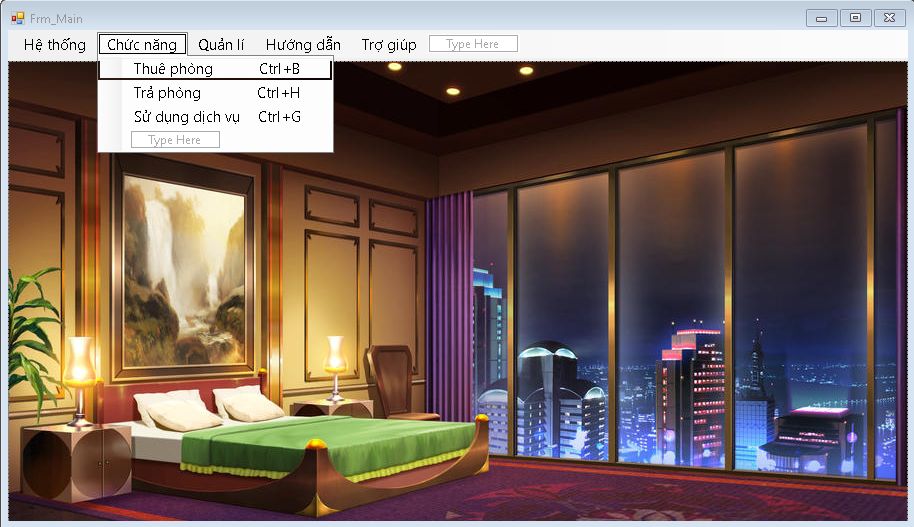 Frm_Main
Hệ thống Chức năng Quản lí Hướng dẫn Trợ giúp Type Here
Thuê phòng Ctrl+B
Trả phòng Ctrl+H
Sử dụng dịch vụ Ctrl+G
Type Here